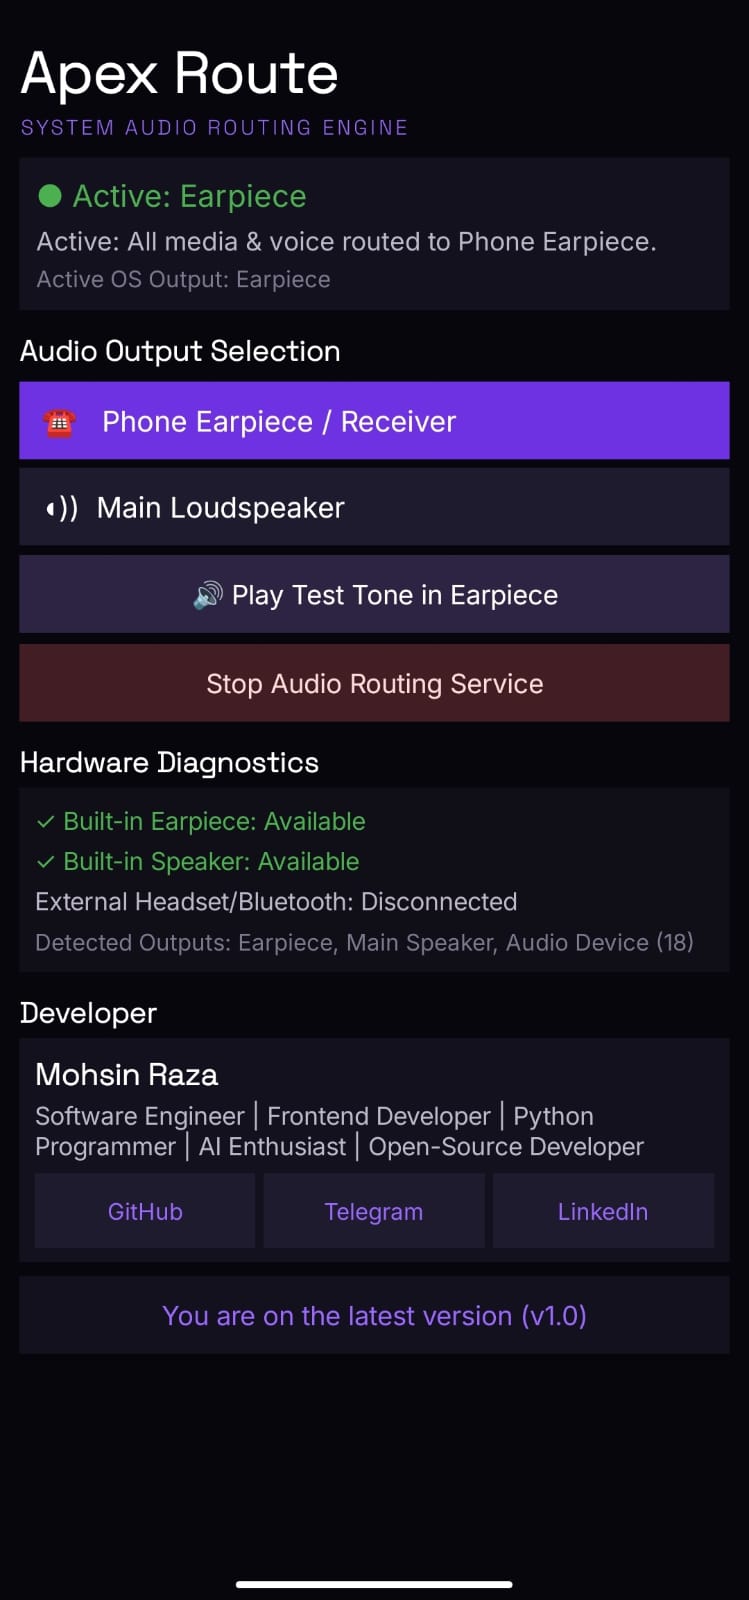 Apex Route
SYSTEM AUDIO ROUTING ENGINE
Active: Earpiece
Active: All media & voice routed to Phone Earpiece.
Active OS Output: Earpiece
Audio Output Selection
Phone Earpiece / Receiver
Main Loudspeaker
Play Test Tone in Earpiece
Stop Audio Routing Service
Hardware Diagnostics
✓ Built-in Earpiece: Available
✓ Built-in Speaker: Available
External Headset/Bluetooth: Disconnected
Detected Outputs: Earpiece, Main Speaker, Audio Device (18)
Developer
Mohsin Raza
Software Engineer | Frontend Developer | Python
Programmer | AI Enthusiast | Open-Source Developer
GitHub
Telegram
LinkedIn
You are on the latest version (v1.0)